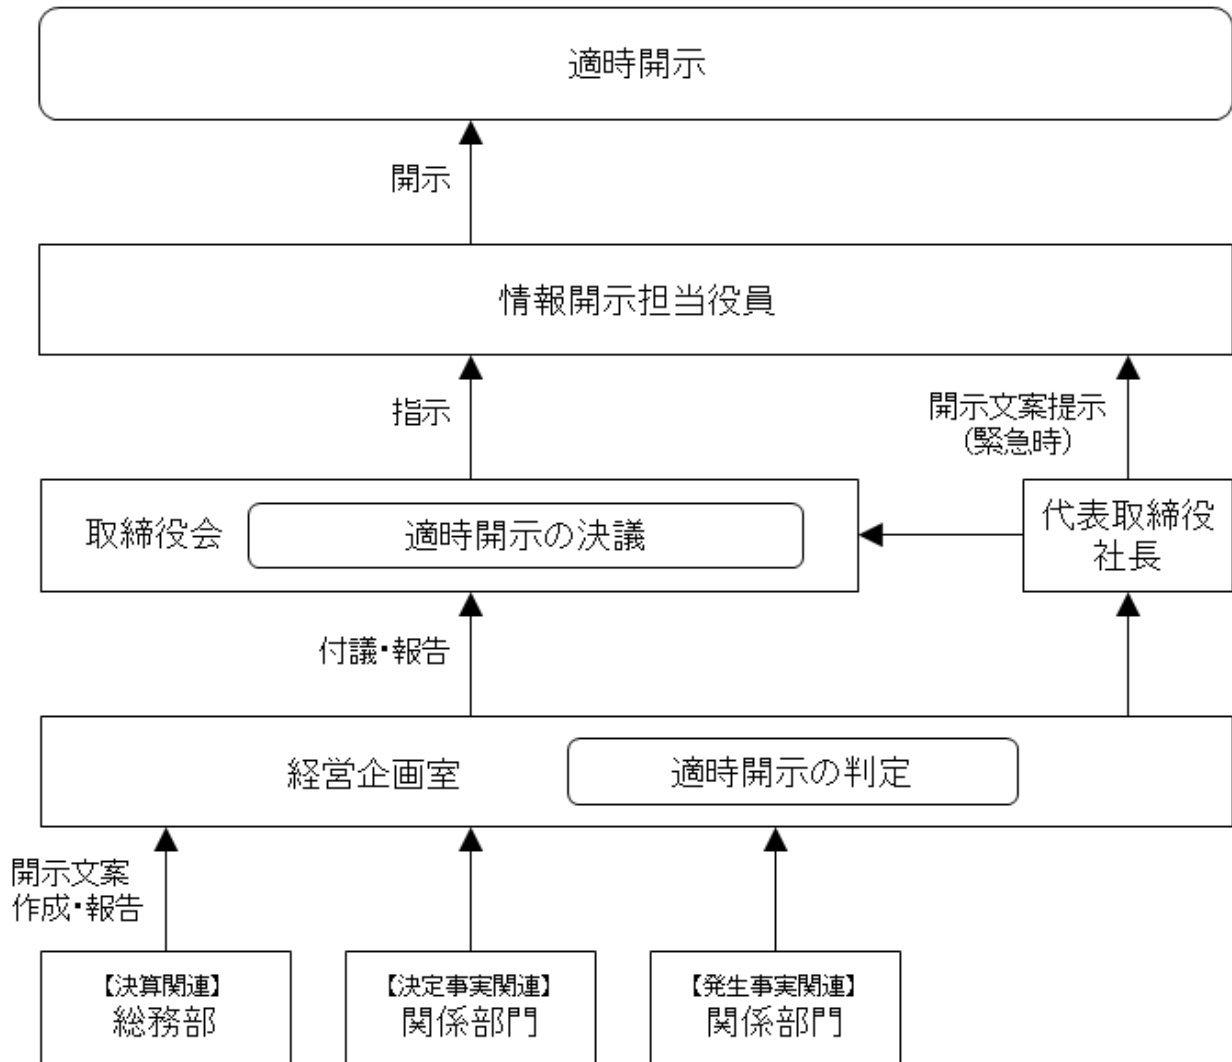 適時開示
開示
情報開示担当役員
指示
開示文案提示
(緊急時)
取締役会
適時開示の決議
代表取締役
社長
付議・報告
経営企画室
適時開示の判定
開示文案
作成・報告
【決算関連】
総務部
【決定事実関連】
関係部門
【発生事実関連】
関係部門